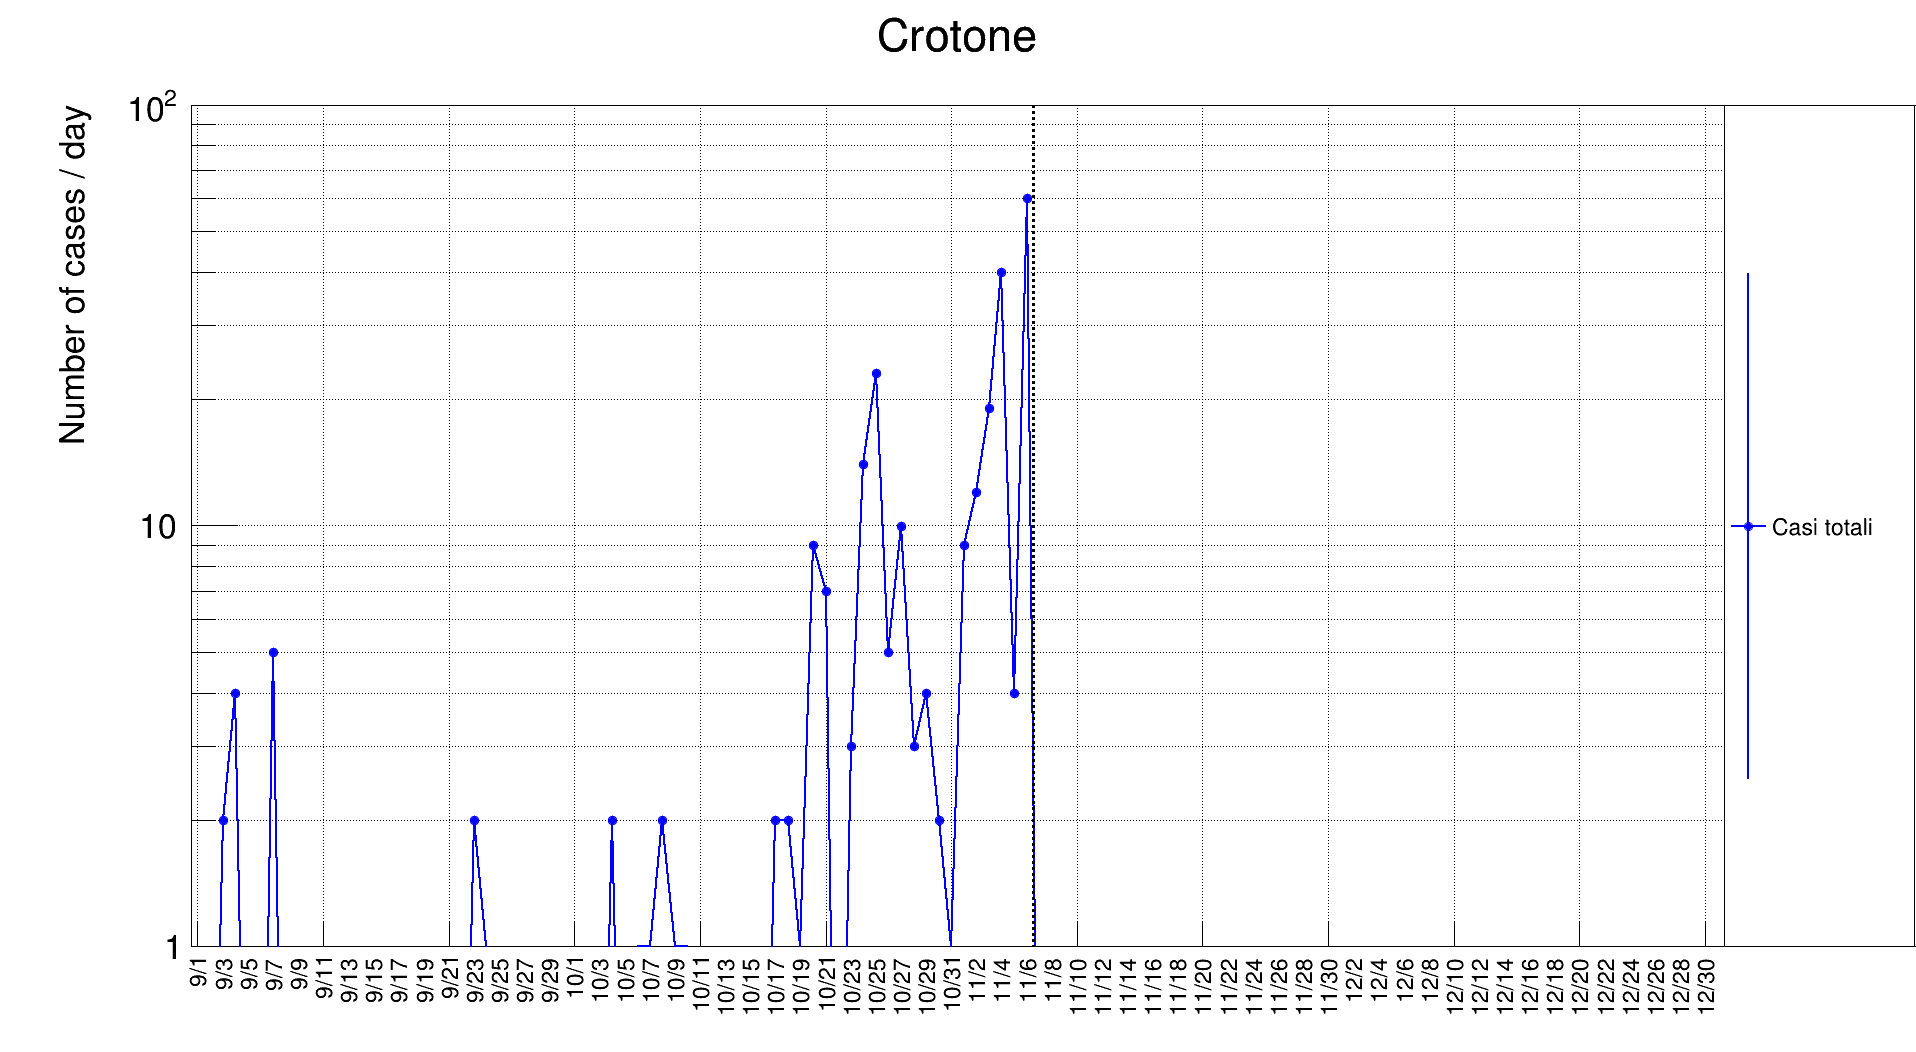 Crotone
Number of cases / day
10²
10
1
Casi totali
9/1 9/3 9/5 9/7 9/9 9/11 9/13 9/15 9/17 9/19 9/21 9/23 9/25 9/27 9/29 10/1 10/3 10/5 10/7 10/9 10/11 10/13 10/15 10/17 10/19 10/21 10/23 10/25 10/27 10/29 10/31 11/2 11/4 11/6 11/8 11/10 11/12 11/14 11/16 11/18 11/20 11/22 11/24 11/26 11/28 11/30 12/2 12/4 12/6 12/8 12/10 12/12 12/14 12/16 12/18 12/20 12/22 12/24 12/26 12/28 12/30